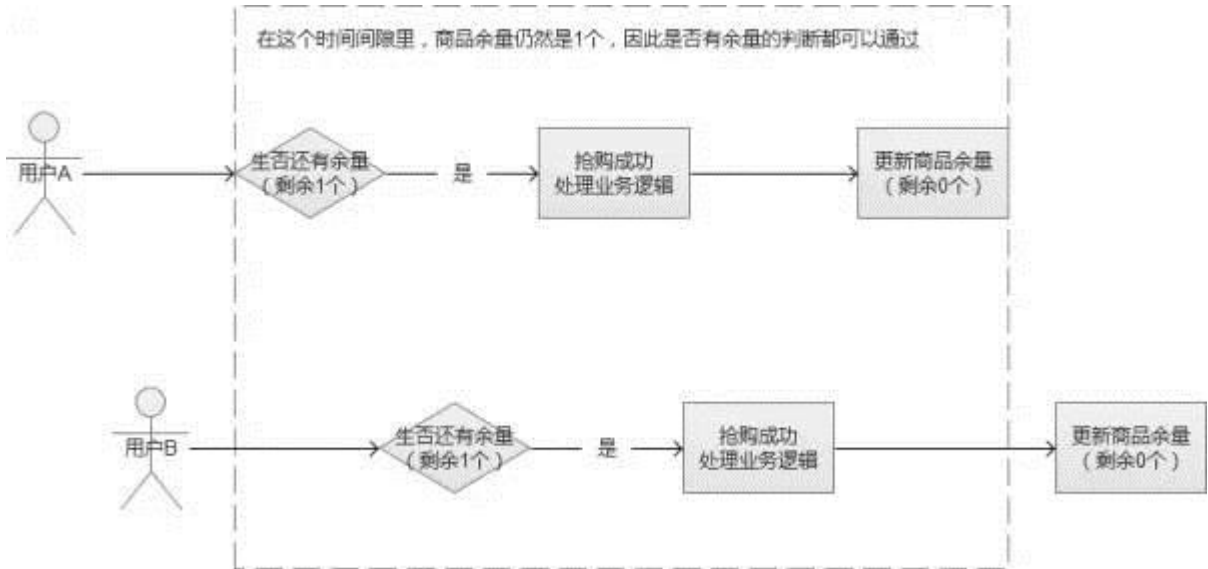 在这个时间间隙里，商品余量仍然是1个，因此是否有余量的判断都可以通过
用户A
生否还有余量
（剩余1个）
是
抢购成功
处理业务逻辑
更新商品余量
（剩余0个）
用户B
生否还有余量
（剩余1个）
是
抢购成功
处理业务逻辑
更新商品余量
（剩余0个）